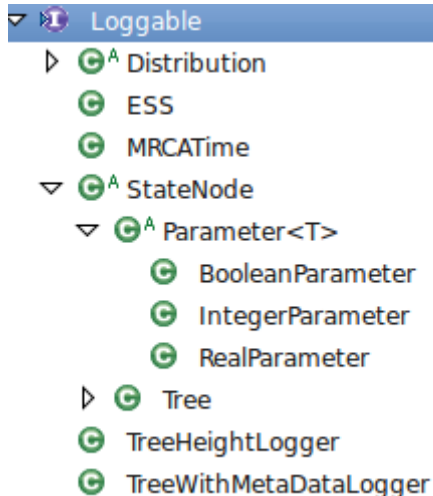 I Loggable
C A Distribution
C ESS
C MRCATime
C A StateNode
C A Parameter<T>
C BooleanParameter
C IntegerParameter
C RealParameter
C Tree
C TreeHeightLogger
C TreeWithMetaDataLogger